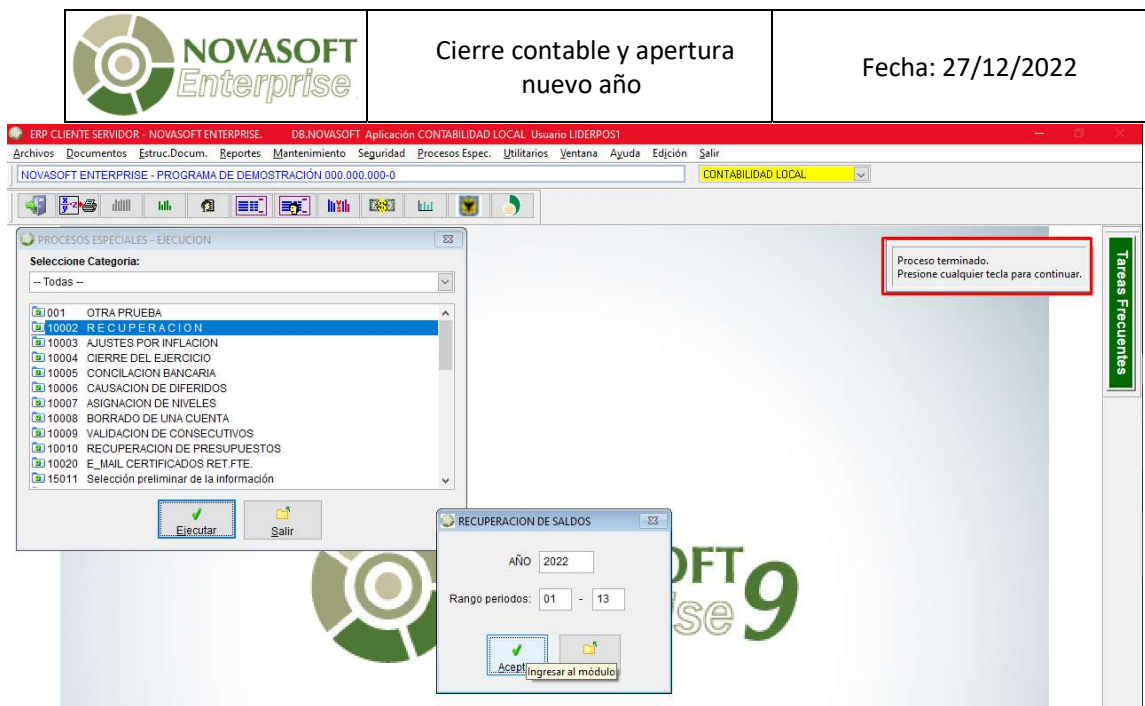 NOVASOFT
Enterprise
Cierre contable y apertura
nuevo año
Fecha: 27/12/2022
ERP CLIENTE SERVIDOR - NOVASOFT ENTERPRISE. DB.NOVASOFT Aplicación CONTABILIDAD LOCAL Usuario LIDERPOS1
Archivos Documentos Estruc.Docum. Reportes Mantenimiento Seguridad Procesos Espec. Utilitarios Ventana Ayuda Edición Salir
NOVASOFT ENTERPRISE - PROGRAMA DE DEMOSTRACIÓN 000.000.000-0
CONTABILIDAD LOCAL
PROCESOS ESPECIALES - EJECUCION
Seleccione Categoria:
-- Todas --
001 OTRA PRUEBA
10002 R E C U P E R A C I O N
10003 AJUSTES POR INFLACION
10004 CIERRE DEL EJERCICIO
10005 CONCILACION BANCARIA
10006 CAUSACION DE DIFERIDOS
10007 ASIGNACION DE NIVELES
10008 BORRADO DE UNA CUENTA
10009 VALIDACION DE CONSECUTIVOS
10010 RECUPERACION DE PRESUPUESTOS
10020 E_MAIL CERTIFICADOS RET.FTE.
15011 Selección preliminar de la información
Ejecutar
Salir
Proceso terminado.
Presione cualquier tecla para continuar.
Tareas Frecuentes
RECUPERACION DE SALDOS
AÑO 2022
Rango periodos: 01 - 13
Acept
Ingresar al módulo
OFT
ise
9